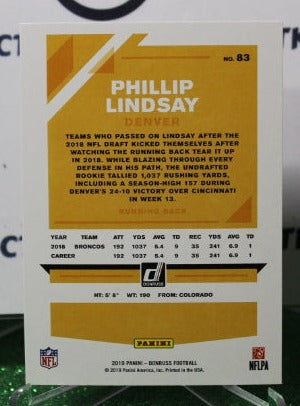 NO. 83
PHILLIP
LINDSAY
DENVER
TEAMS WHO PASSED ON LINDSAY AFTER THE
2018 NFL DRAFT KICKED THEMSELVES AFTER
WATCHING THE RUNNING BACK TEAR IT UP
IN 2018. WHILE BLAZING THROUGH EVERY
DEFENSE IN HIS PATH, THE UNDRAFTED
ROOKIE TALLIED 1,037 RUSHING YARDS,
INCLUDING A SEASON-HIGH 157 DURING
DENVER'S 24-10 VICTORY OVER CINCINNATI
IN WEEK 13.
RUNNING BACK
YEAR TEAM ATT YDS AVG TD REC YDS AVG TD
2018 BRONCOS 192 1037 5.4 9 35 241 6.9 1
CAREER 192 1037 5.4 9 35 241 6.9 1
DONRUSS
HT: 5' 8" WT: 190 FROM: COLORADO
NFL
PANINI
NFLPA
2019 PANINI - DONRUSS FOOTBALL
© 2019 Panini America, Inc. Printed in the USA.